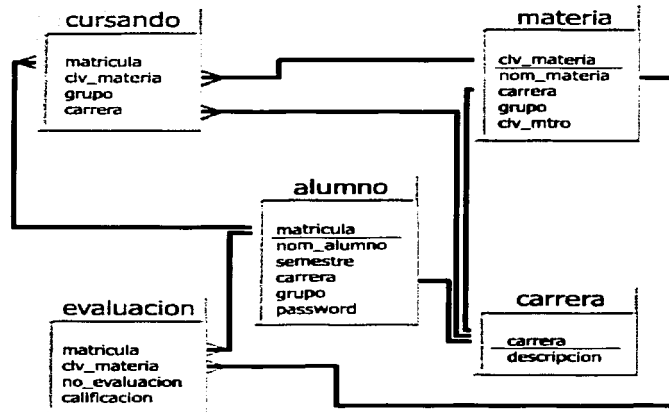 cursando
matricula
clv_materia
grupo
carrera
materia
clv_materia
nom_materia
carrera
grupo
clv_mtro
alumno
matricula
nom_alumno
semestre
carrera
grupo
password
evaluacion
matricula
clv_materia
no_evaluacion
calificacion
carrera
carrera
descripcion